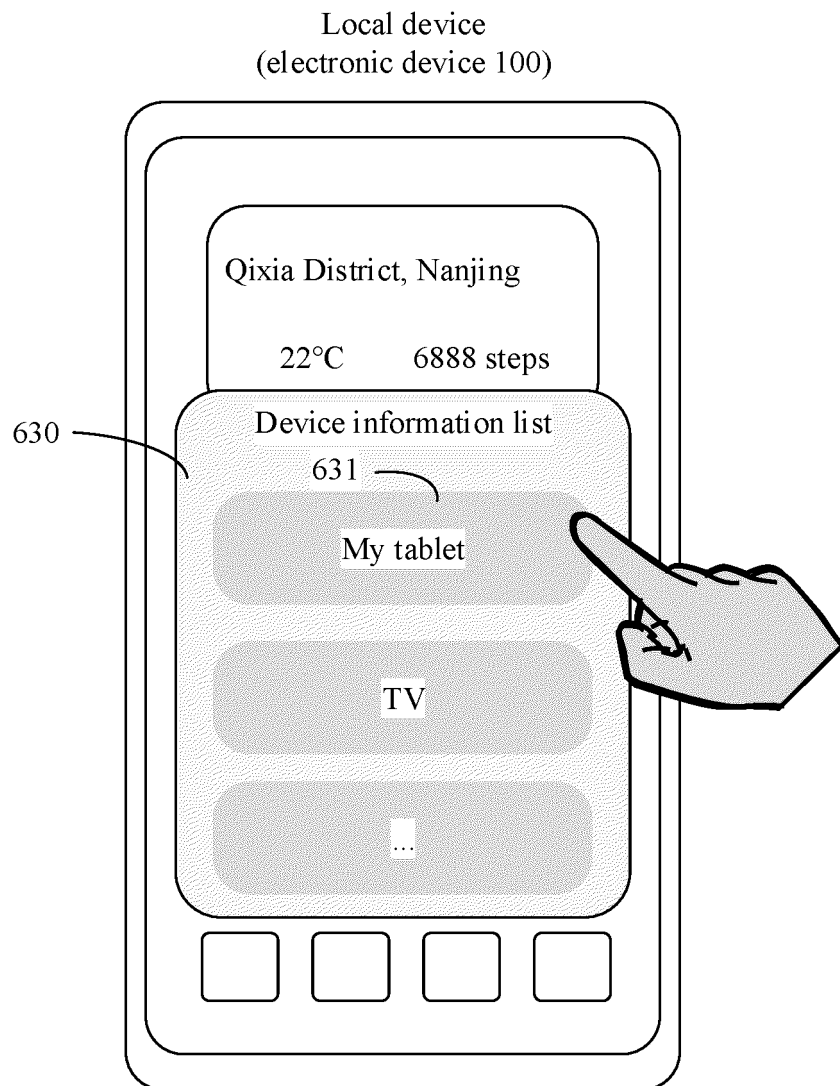 Local device
(electronic device 100)
Qixia District, Nanjing
22°C 6888 steps
Device information list
630
631
My tablet
TV
...